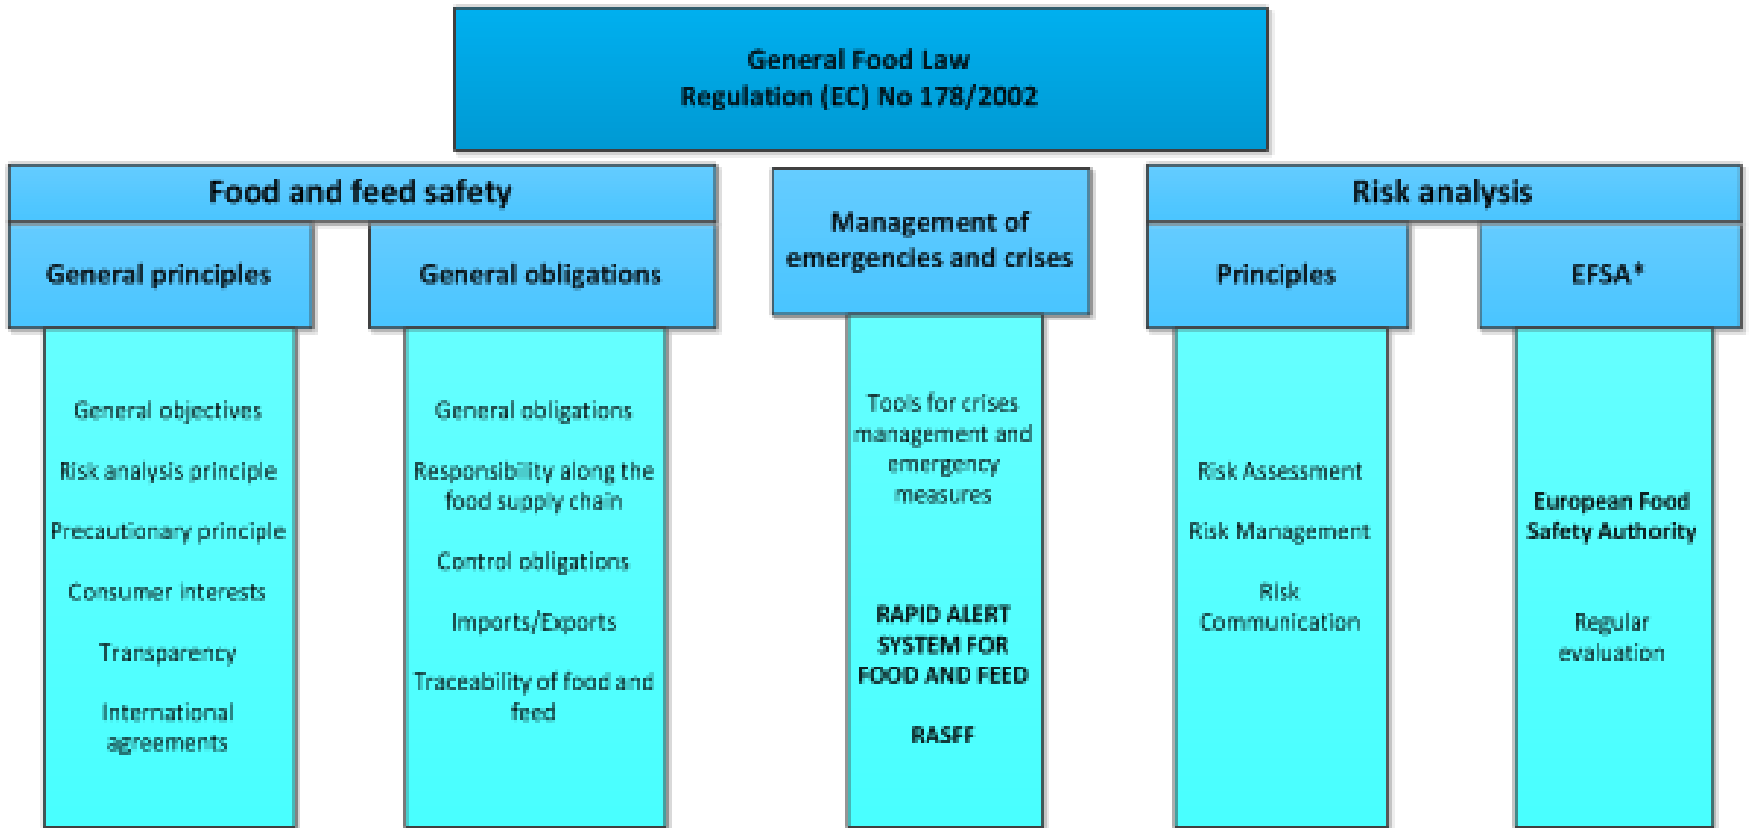 General Food Law
Regulation (EC) No 178/2002
Food and feed safety
General principles
General objectives
Risk analysis principle
Precautionary principle
Consumer interests
Transparency
International
agreements
General obligations
General obligations
Responsibility along the
food supply chain
Control obligations
Imports/Exports
Traceability of food and
feed
Management of
emergencies and crises
Tools for crises
management and
emergency
measures
RAPID ALERT
SYSTEM FOR
FOOD AND FEED
RASFF
Risk analysis
Principles
Risk Assessment
Risk Management
Risk
Communication
EFSA*
European Food
Safety Authority
Regular
evaluation